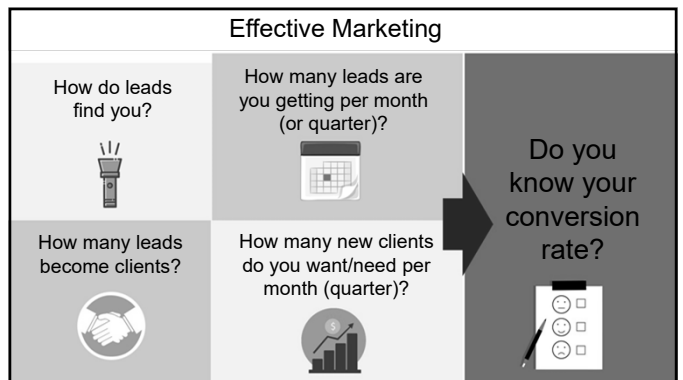 Effective Marketing
How do leads
find you?
How many leads are
you getting per month
(or quarter)?
How many leads
become clients?
How many new clients
do you want/need per
month (quarter)?
$
Do you
know your
conversion
rate?